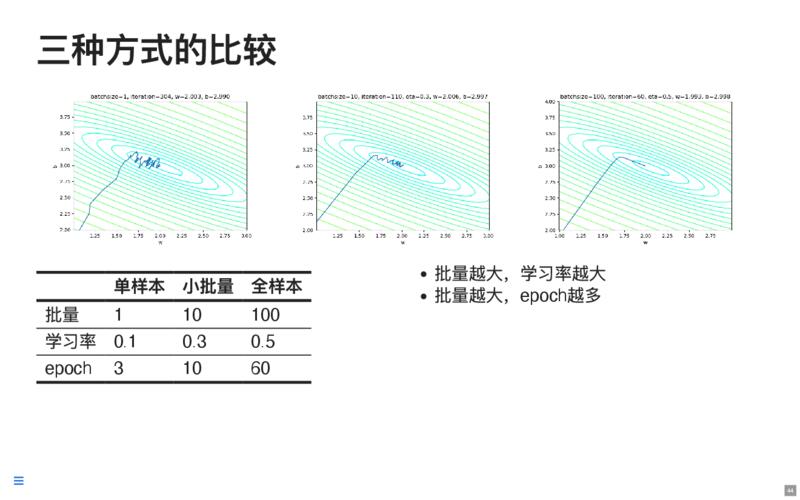 三种方式的比较
batchsize=1, iteration=304, w=2.003, b=2.990
batchsize=10, iteration=110, eta=0.3, w=2.006, b=2.997
batchsize=100, iteration=60, eta=0.5, w=1.993, b=2.998
3.75
3.50
3.25
3.00
2.75
2.50
2.25
2.00
b
1.25 1.50 1.75 2.00 2.25 2.50 2.75 3.00
w
3.75
3.50
3.25
3.00
2.75
2.50
2.25
2.00
b
1.25 1.50 1.75 2.00 2.25 2.50 2.75 3.00
w
4.00
3.75
3.50
3.25
3.00
2.75
2.50
2.25
2.00
b
1.00 1.25 1.50 1.75 2.00 2.25 2.50 2.75
w
单样本 小批量 全样本
批量 1 10 100
学习率 0.1 0.3 0.5
epoch 3 10 60
• 批量越大，学习率越大
• 批量越大，epoch越多
44